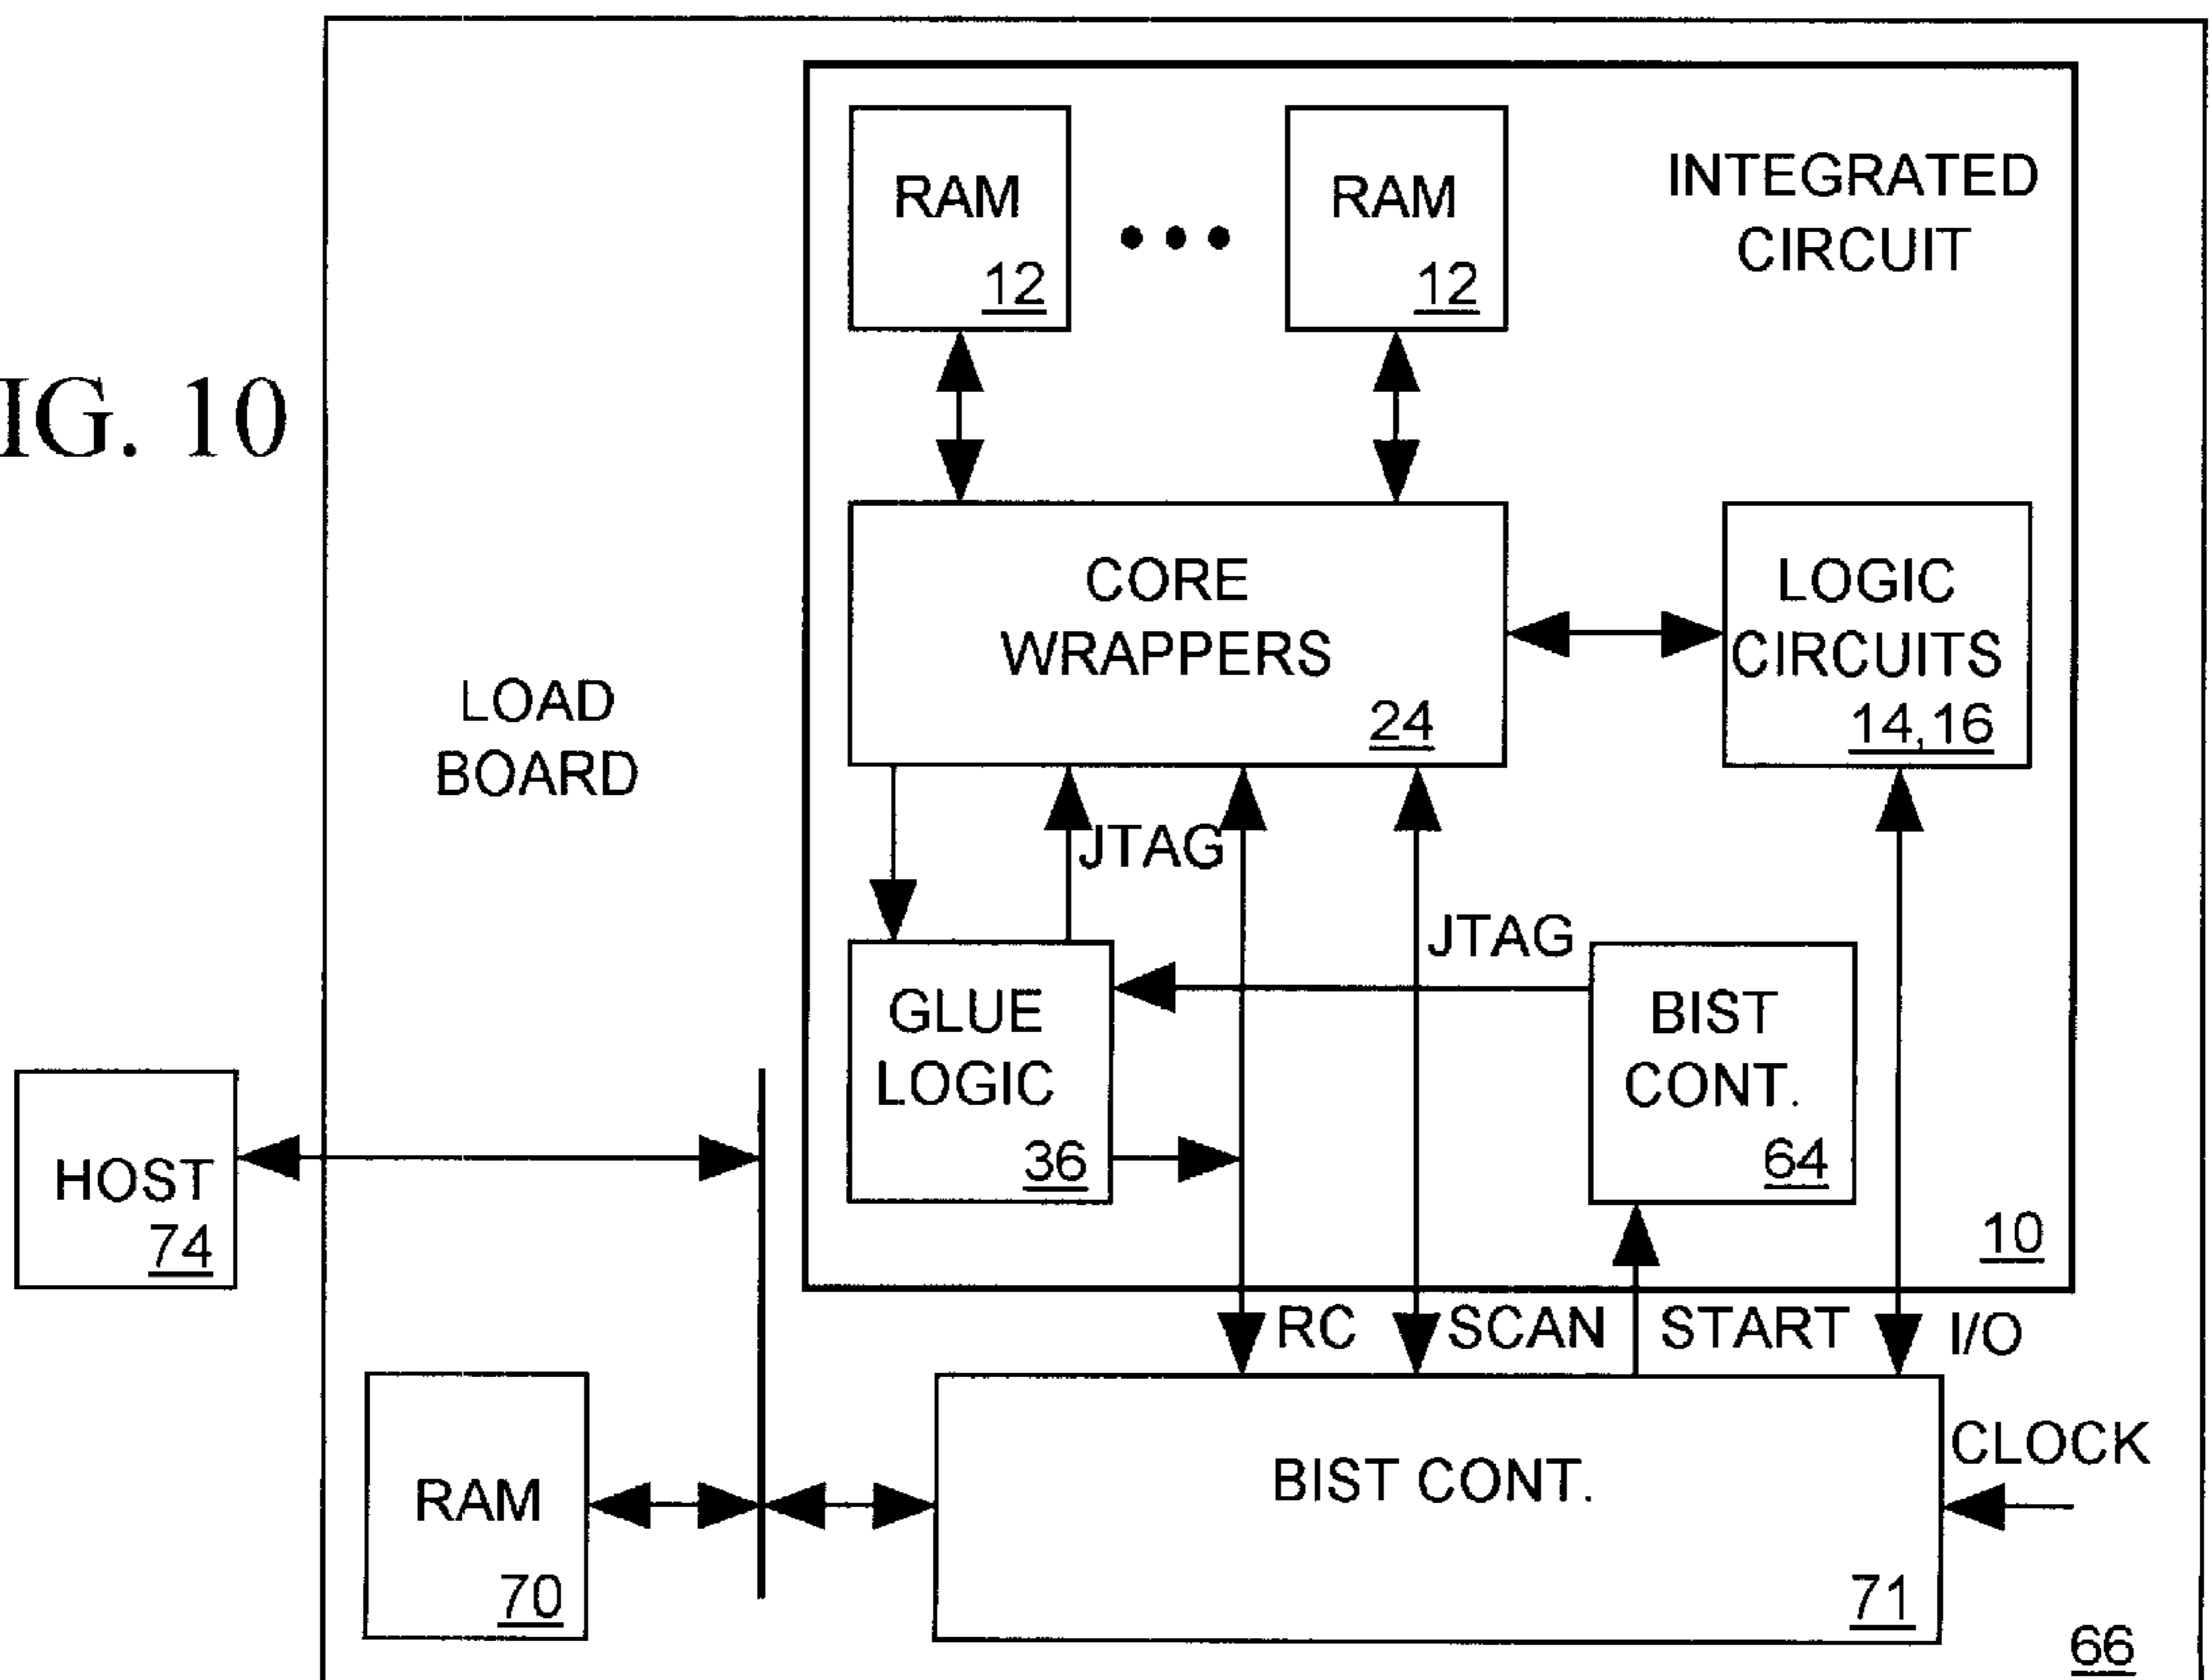 IG. 10
RAM
12
RAM
12
INTEGRATED
CIRCUIT
CORE
WRAPPERS
24
LOGIC
CIRCUITS
14,16
LOAD
BOARD
JTAG
JTAG
GLUE
LOGIC
36
BIST
CONT.
64
10
HOST
74
RC
SCAN
START
I/O
RAM
70
BIST CONT.
71
CLOCK
66